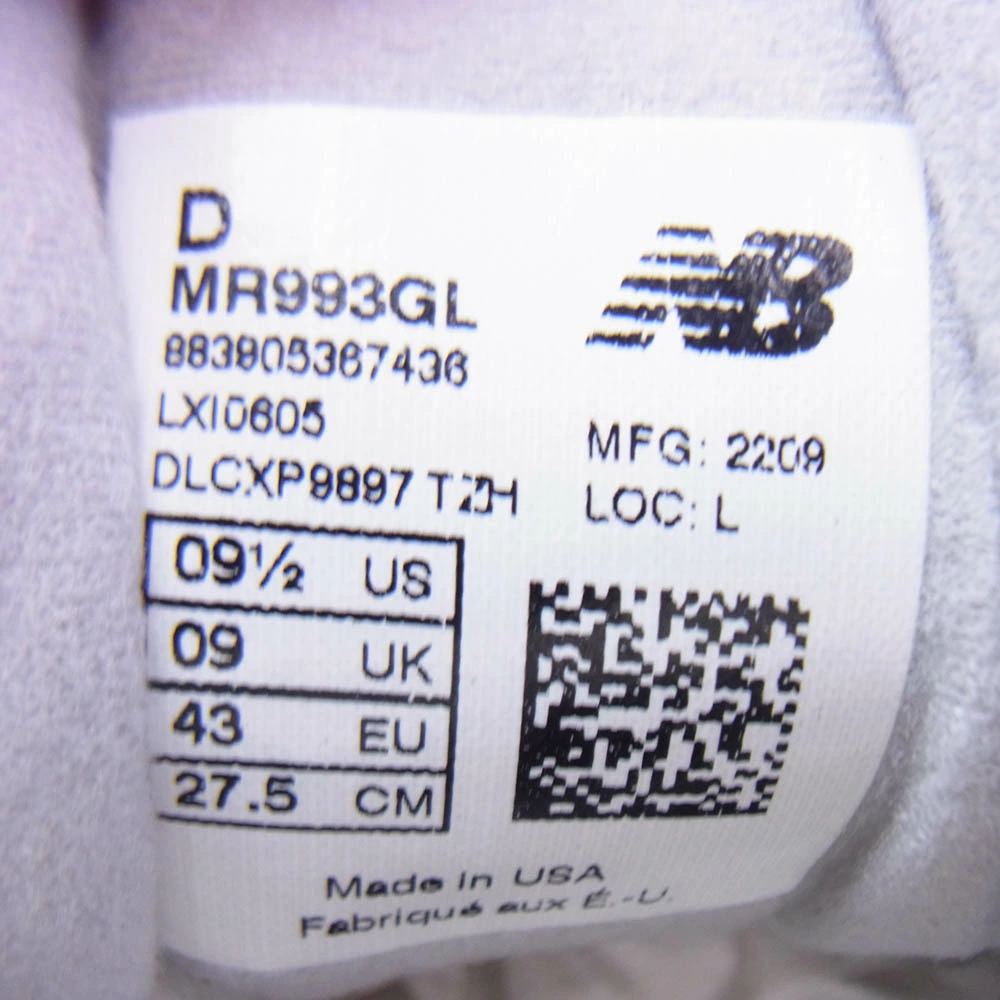 D
MR993GL
NB
883905367436
LXI0605
DLCXP9897
MFG: 2209
LOC: L
09½ US
09 UK
43 EU
27.5 CM
Made in USA
Fabriqué aux É.-U.